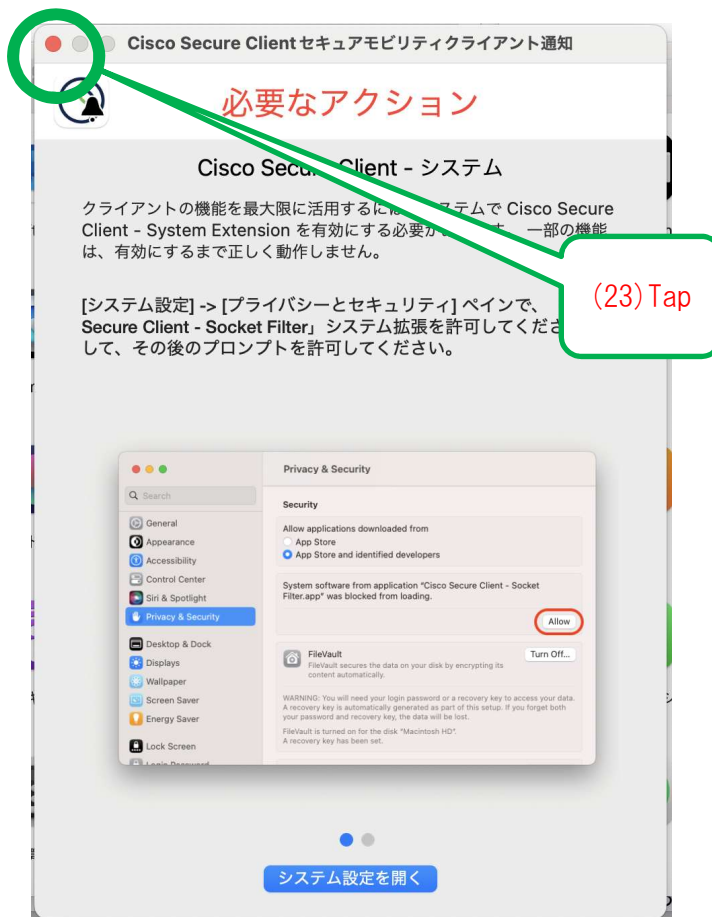 Cisco Secure Client セキュアモビリティクライアント通知
必要なアクション
Cisco Secure Client - システム
クライアントの機能を最大限に活用するには ステムで Cisco Secure
Client - System Extension を有効にする必要が 一部の機能
は、有効にするまで正しく動作しません。
(23)Tap
[システム設定] -> [プライバシーとセキュリティ] ペインで、
Secure Client - Socket Filter」システム拡張を許可してくださ
して、その後のプロンプトを許可してください。
Privacy & Security
Search
Security
General
Appearance
Accessibility
Control Center
Siri & Spotlight
Privacy & Security
Desktop & Dock
Displays
Wallpaper
Screen Saver
Energy Saver
Lock Screen
Login Password
Allow applications downloaded from
App Store
App Store and identified developers
System software from application "Cisco Secure Client - Socket
Filter.app" was blocked from loading.
Allow
FileVault
Turn Off...
FileVault secures the data on your disk by encrypting its
content automatically.
WARNING: You will need your login password or a recovery key to access your data.
A recovery key is automatically generated as part of this setup. If you forget both
your password and recovery key, the data will be lost.
FileVault is turned on for the disk "Macintosh HD".
A recovery key has been set.
システム設定を開く